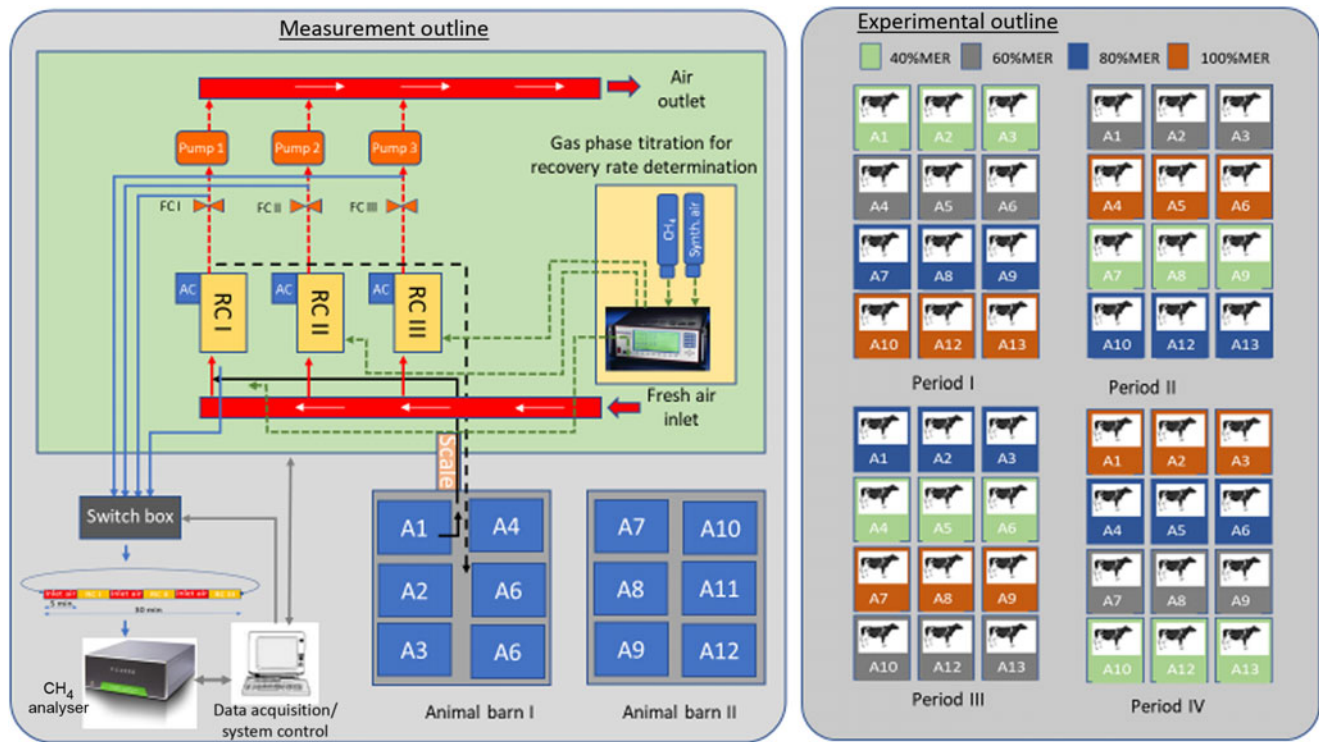 Measurement outline
Air
outlet
Pump 1
Pump 2
Pump 3
Gas phase titration for
recovery rate determination
FC I
FC II
FC III
CH4
Synth. air
AC
RC I
AC
RC II
AC
RC III
Fresh air
inlet
Scale
Switch box
inlet air
RC I
inlet air
RC II
inlet air
RC III
5 min
30 min
CH4
analyser
Data acquisition/
system control
A1
A4
A2
A6
A3
A6
Animal barn I
A7
A10
A8
A11
A9
A12
Animal barn II
Experimental outline
40%MER
60%MER
80%MER
100%MER
A1 A2 A3
A4 A5 A6
A7 A8 A9
A10 A12 A13
Period I
A1 A2 A3
A4 A5 A6
A7 A8 A9
A10 A12 A13
Period II
A1 A2 A3
A4 A5 A6
A7 A8 A9
A10 A12 A13
Period III
A1 A2 A3
A4 A5 A6
A7 A8 A9
A10 A12 A13
Period IV